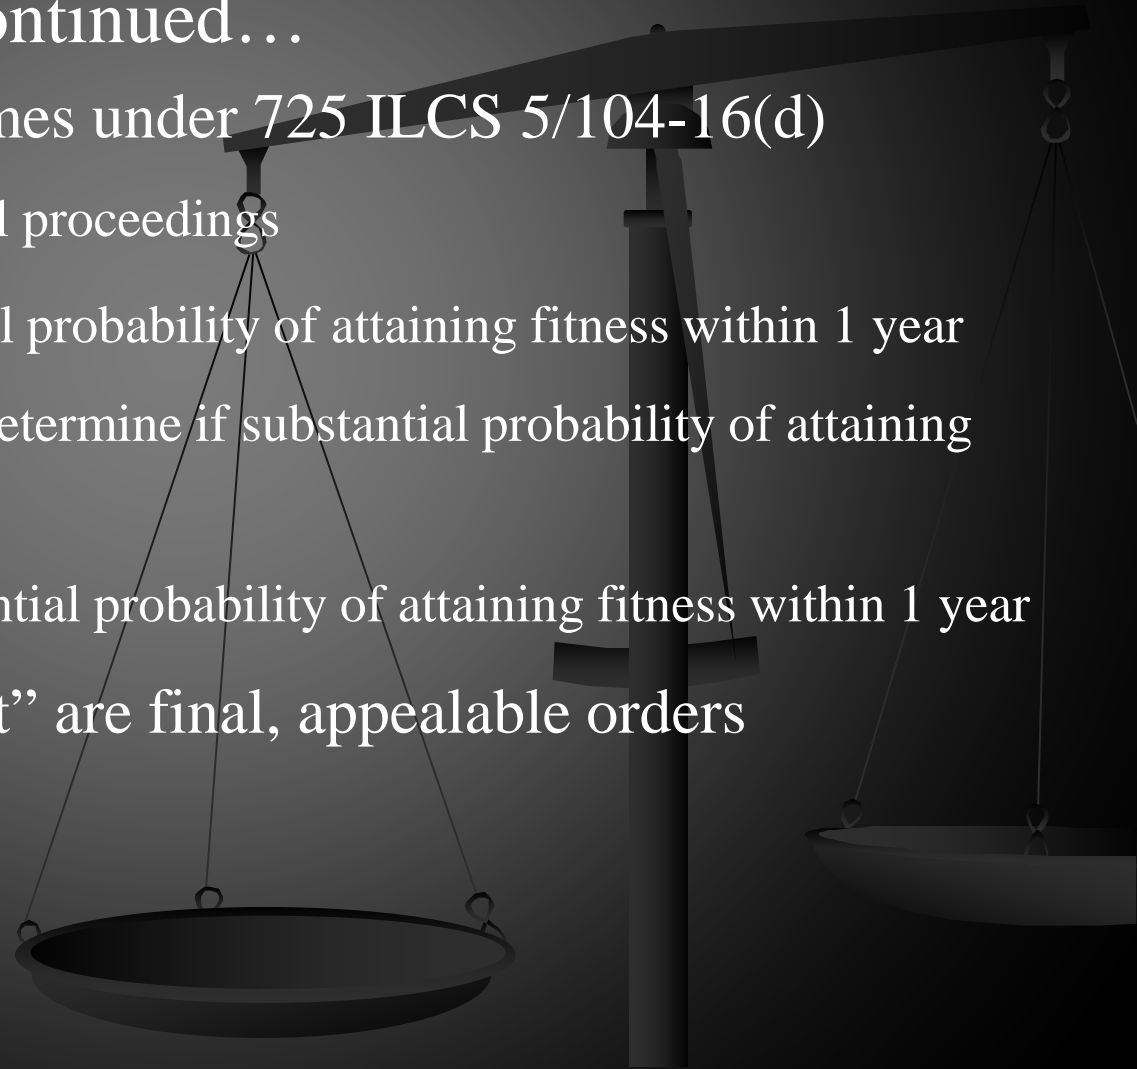 ontinued…
mes under 725 ILCS 5/104-16(d)
l proceedings
l probability of attaining fitness within 1 year
etermine if substantial probability of attaining
ntial probability of attaining fitness within 1 year
t” are final, appealable orders